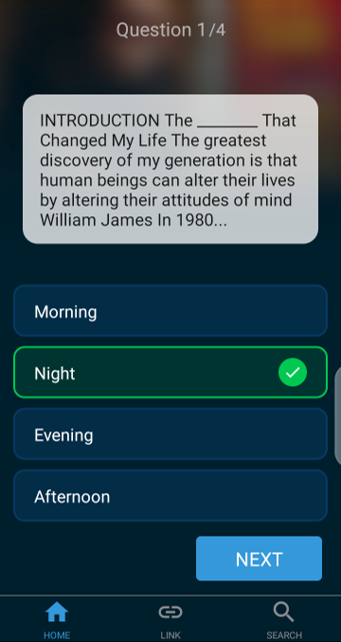 Question 1/4
INTRODUCTION The ________ That
Changed My Life The greatest
discovery of my generation is that
human beings can alter their lives
by altering their attitudes of mind
William James In 1980...
Morning
Night
Evening
Afternoon
NEXT
HOME LINK SEARCH